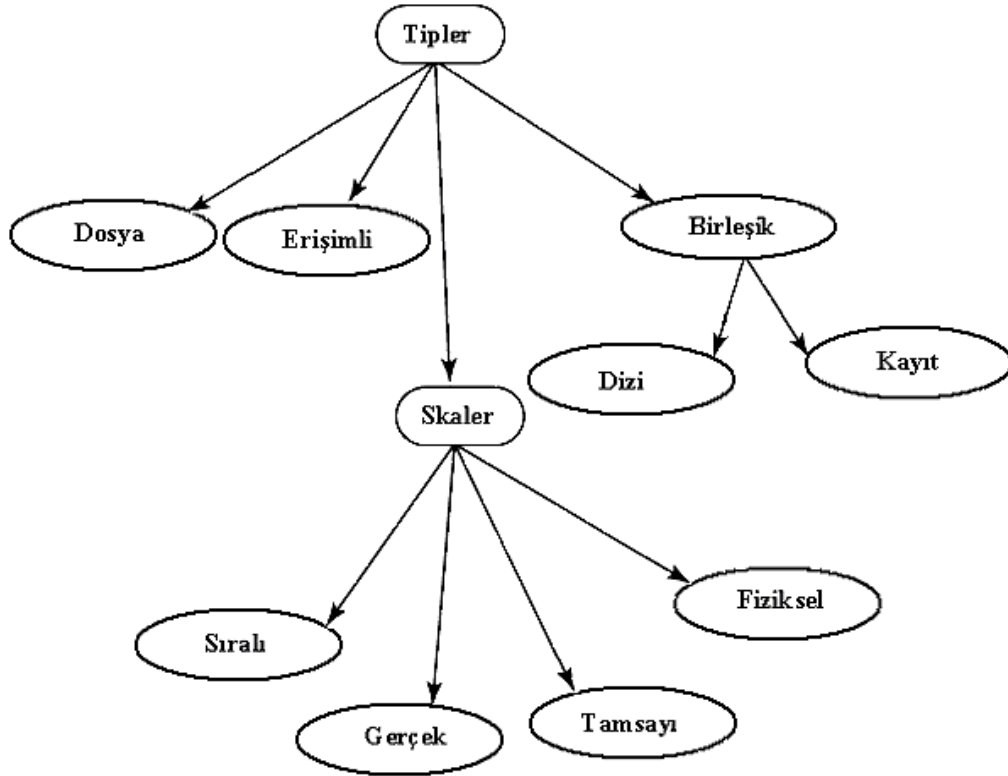 Tipler
Dosya
Erişimli
Birleşik
Dizi
Kayıt
Skaler
Sıralı
Gerçek
Tamsayı
Fiziksel